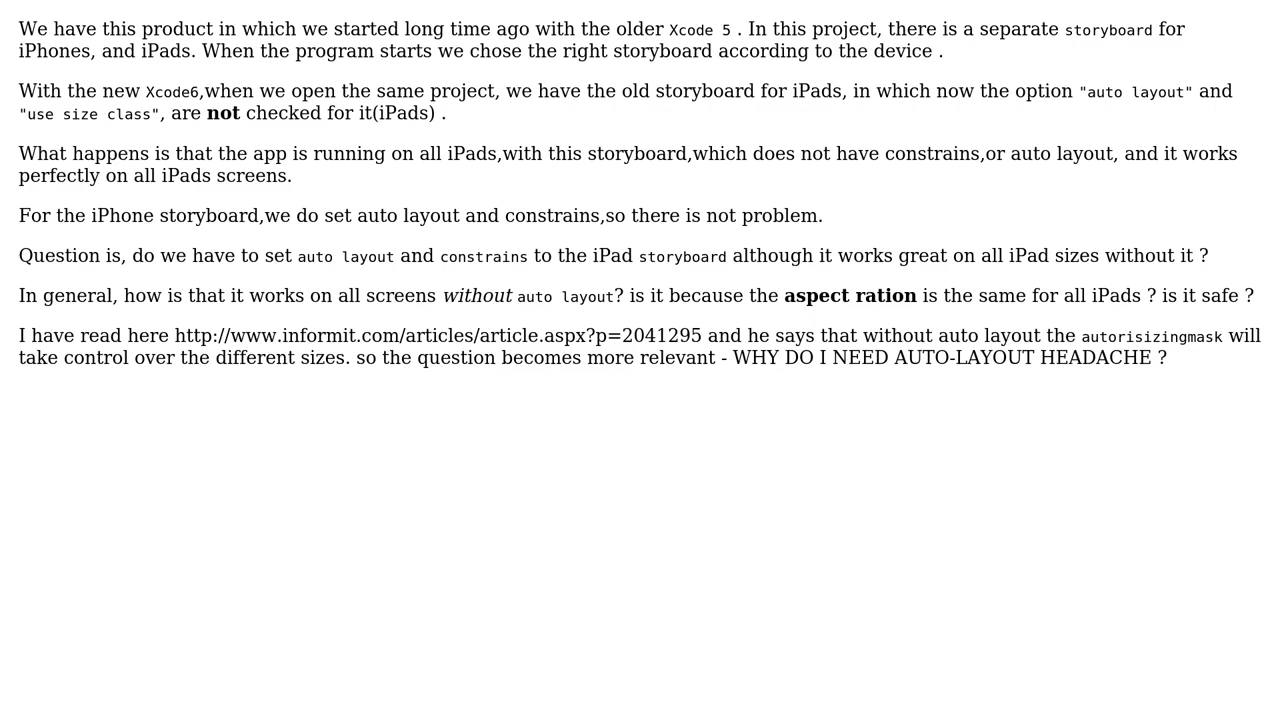 We have this product in which we started long time ago with the older Xcode 5 . In this project, there is a separate storyboard for
iPhones, and iPads. When the program starts we chose the right storyboard according to the device .
With the new Xcode6,when we open the same project, we have the old storyboard for iPads, in which now the option "auto layout" and
"use size class", are not checked for it(iPads) .
What happens is that the app is running on all iPads,with this storyboard,which does not have constrains,or auto layout, and it works
perfectly on all iPads screens.
For the iPhone storyboard,we do set auto layout and constrains,so there is not problem.
Question is, do we have to set auto layout and constrains to the iPad storyboard although it works great on all iPad sizes without it ?
In general, how is that it works on all screens without auto layout? is it because the aspect ration is the same for all iPads ? is it safe ?
I have read here http://www.informit.com/articles/article.aspx?p=2041295 and he says that without auto layout the autorisizingmask will
take control over the different sizes. so the question becomes more relevant - WHY DO I NEED AUTO-LAYOUT HEADACHE ?